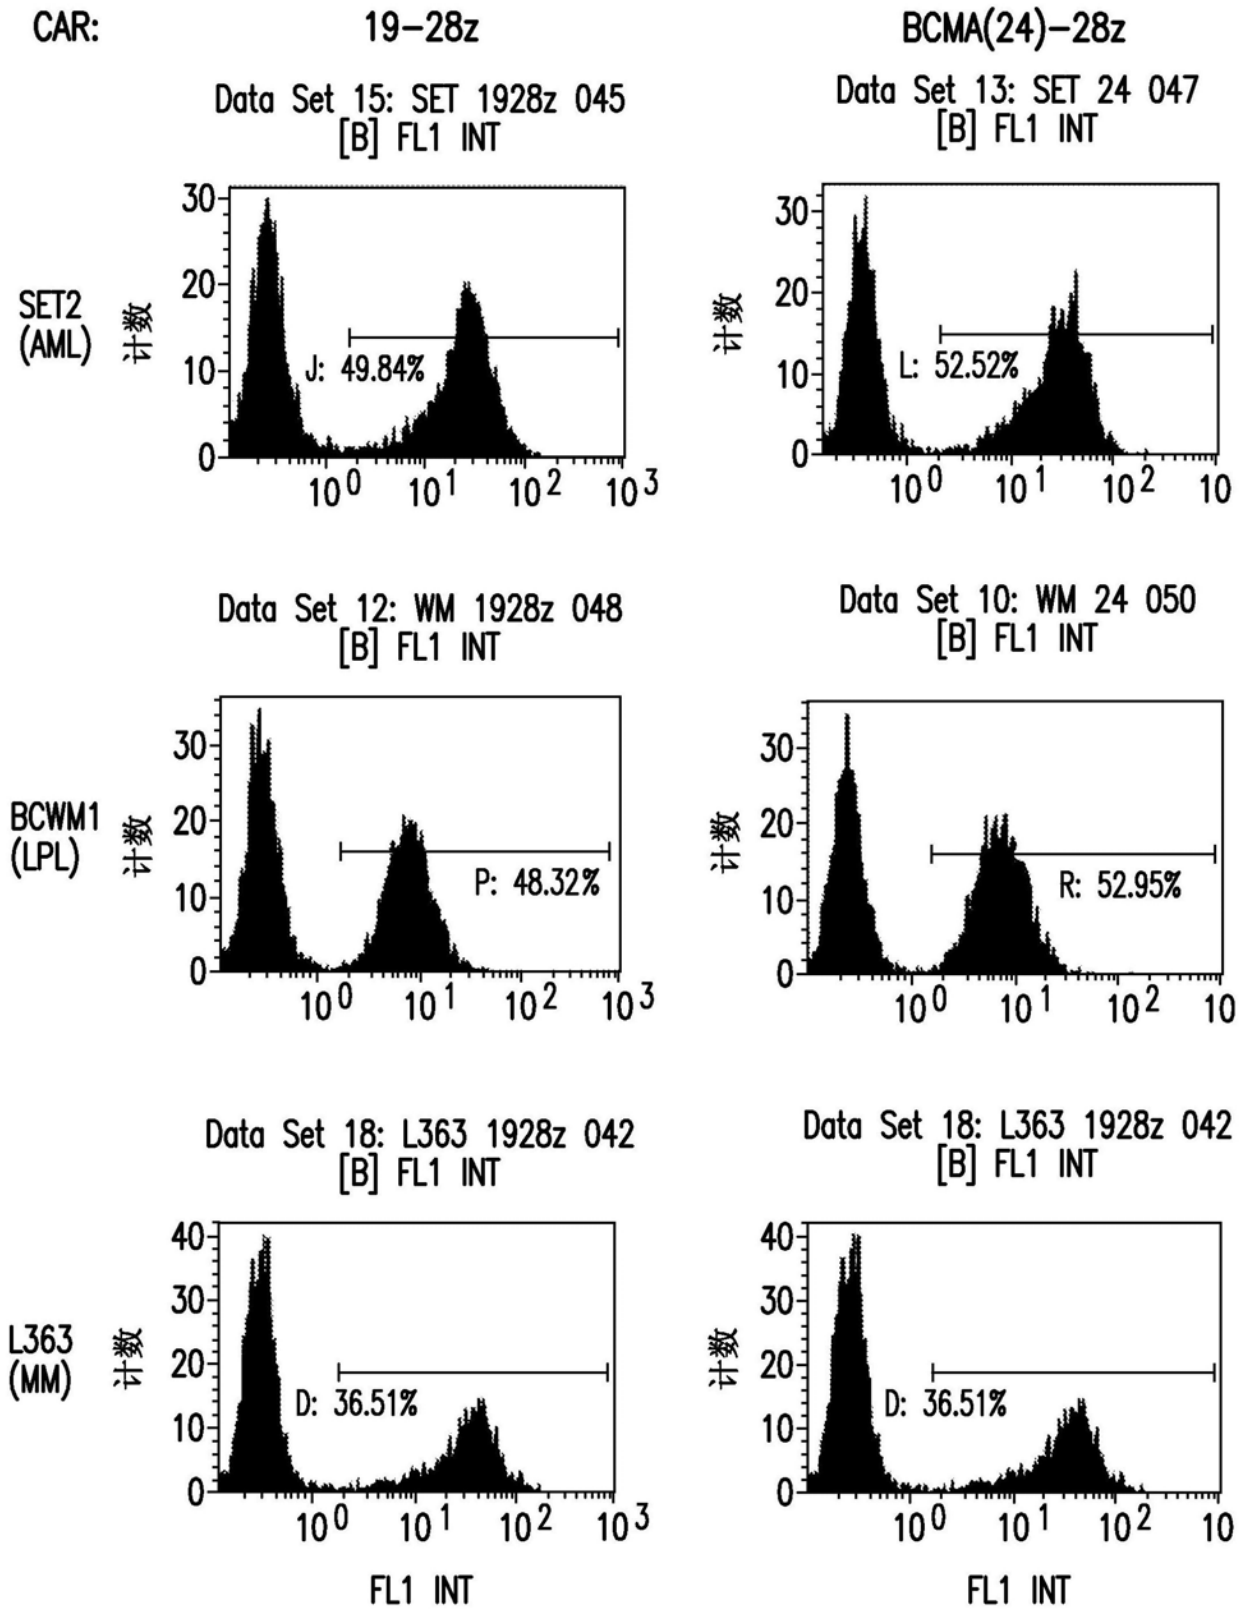 CAR: 19-28z BCMA(24)-28z
Data Set 15: SET 1928z 045
[B] FL1 INT
Data Set 13: SET 24 047
[B] FL1 INT
SET2
(AML)
计数
30
20
10
0
J: 49.84%
10^0 10^1 10^2 10^3
计数
30
20
10
0
L: 52.52%
10^0 10^1 10^2 10
Data Set 12: WM 1928z 048
[B] FL1 INT
Data Set 10: WM 24 050
[B] FL1 INT
BCWM1
(LPL)
计数
30
20
10
0
P: 48.32%
10^0 10^1 10^2 10^3
计数
30
20
10
0
R: 52.95%
10^0 10^1 10^2 10
Data Set 18: L363 1928z 042
[B] FL1 INT
Data Set 18: L363 1928z 042
[B] FL1 INT
L363
(MM)
计数
40
30
20
10
0
D: 36.51%
10^0 10^1 10^2 10^3
FL1 INT
计数
40
30
20
10
0
D: 36.51%
10^0 10^1 10^2 10
FL1 INT